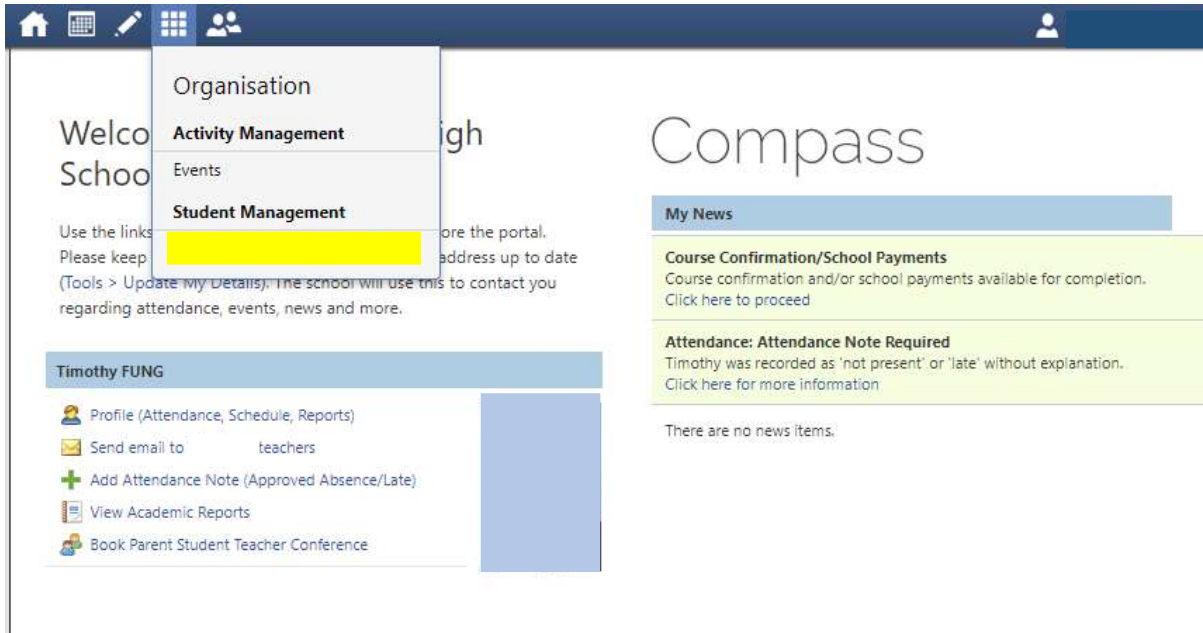 Organisation
Activity Management
Events
Student Management
Welco igh
Schoo
Use the links ore the portal.
Please keep address up to date
(Tools > Update My Details). The school will use this to contact you
regarding attendance, events, news and more.
Timothy FUNG
Profile (Attendance, Schedule, Reports)
Send email to teachers
Add Attendance Note (Approved Absence/Late)
View Academic Reports
Book Parent Student Teacher Conference
Compass
My News
Course Confirmation/School Payments
Course confirmation and/or school payments available for completion.
Click here to proceed
Attendance: Attendance Note Required
Timothy was recorded as 'not present' or 'late' without explanation.
Click here for more information
There are no news items.